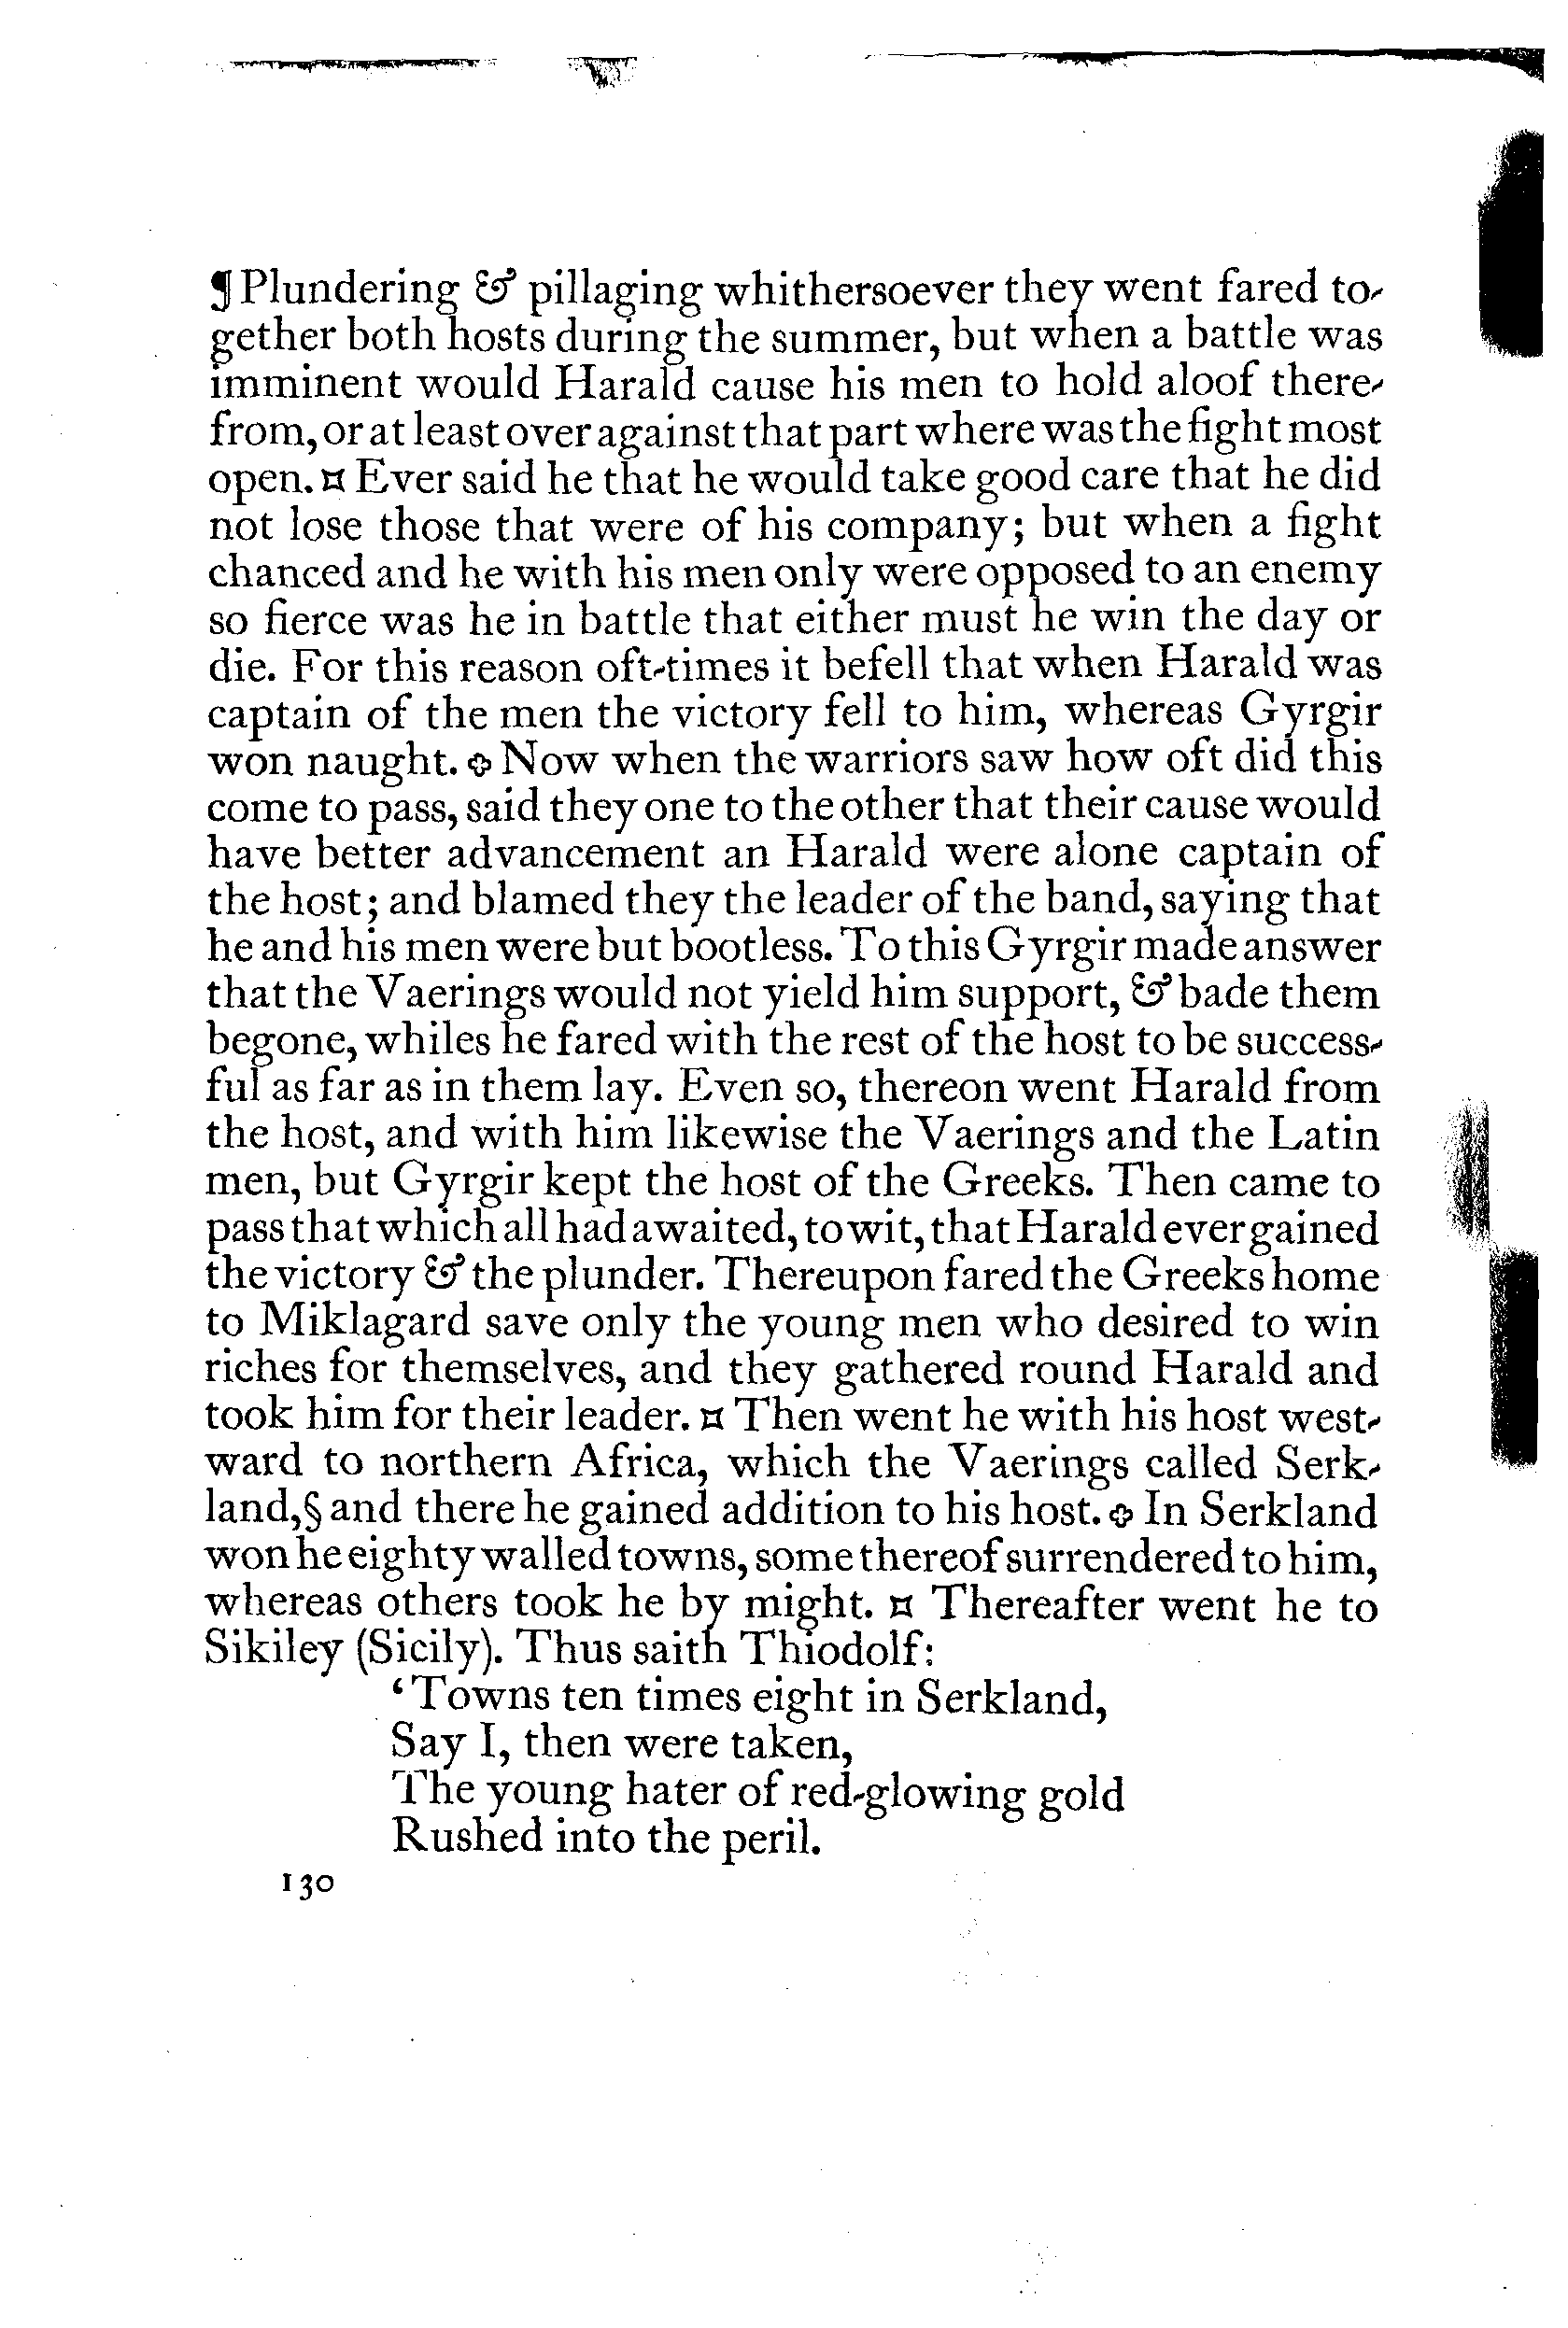 ¶ Plundering & pillaging whithersoever they went fared to-
gether both hosts during the summer, but when a battle was
imminent would Harald cause his men to hold aloof there-
from, or at least over against that part where was the fight most
open. ¤ Ever said he that he would take good care that he did
not lose those that were of his company; but when a fight
chanced and he with his men only were opposed to an enemy
so fierce was he in battle that either must he win the day or
die. For this reason oft-times it befell that when Harald was
captain of the men the victory fell to him, whereas Gyrgir
won naught. ✥ Now when the warriors saw how oft did this
come to pass, said they one to the other that their cause would
have better advancement an Harald were alone captain of
the host; and blamed they the leader of the band, saying that
he and his men were but bootless. To this Gyrgir made answer
that the Vaerings would not yield him support, & bade them
begone, whiles he fared with the rest of the host to be success-
ful as far as in them lay. Even so, thereon went Harald from
the host, and with him likewise the Vaerings and the Latin
men, but Gyrgir kept the host of the Greeks. Then came to
pass that which all had awaited, to wit, that Harald ever gained
the victory & the plunder. Thereupon fared the Greeks home
to Miklagard save only the young men who desired to win
riches for themselves, and they gathered round Harald and
took him for their leader. ¤ Then went he with his host west-
ward to northern Africa, which the Vaerings called Serk-
land,§ and there he gained addition to his host. ✥ In Serkland
won he eighty walled towns, some thereof surrendered to him,
whereas others took he by might. ¤ Thereafter went he to
Sikiley (Sicily). Thus saith Thiodolf:
‘Towns ten times eight in Serkland,
Say I, then were taken,
The young hater of red-glowing gold
Rushed into the peril.
130